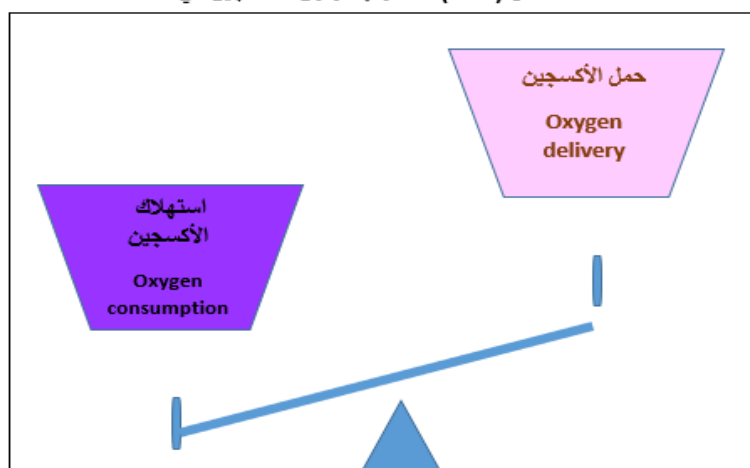 حمل الأكسجين
Oxygen
delivery
استهلاك
الأكسجين
Oxygen
consumption